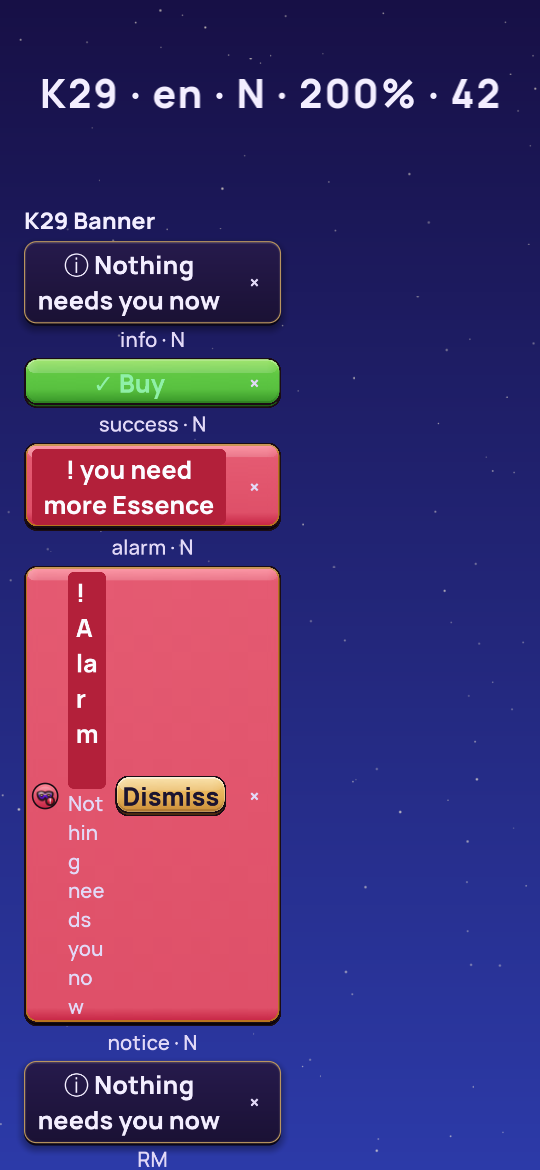 K29 · en · N · 200% · 42
K29 Banner
ⓘ Nothing
needs you now
×
info · N
✓ Buy
×
success · N
! you need
more Essence
×
alarm · N
!
A
la
r
m
Not
hin
g
nee
ds
you
no
w
Dismiss
×
notice · N
ⓘ Nothing
needs you now
×
RM